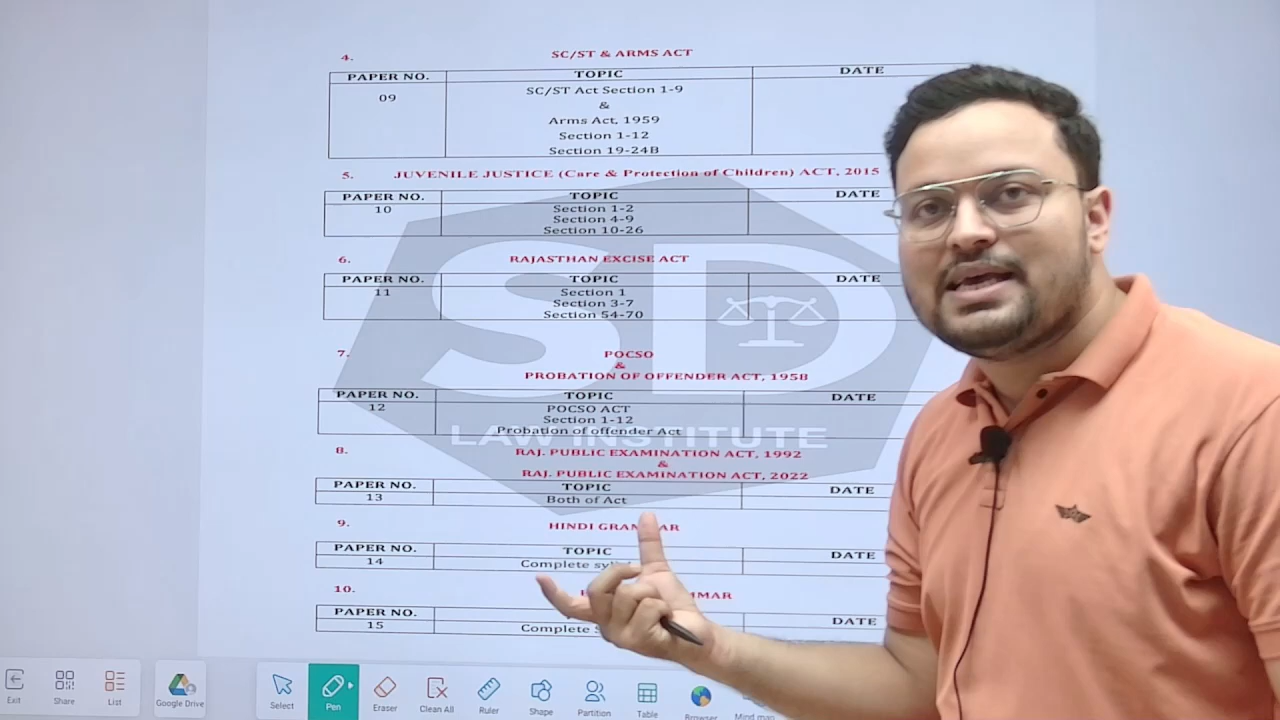 4. SC/ST & ARMS ACT
PAPER NO. TOPIC DATE
09 SC/ST Act Section 1-9
&
Arms Act, 1959
Section 1-12
Section 19-24B
5. JUVENILE JUSTICE (Care & Protection of Children) ACT, 2015
PAPER NO. TOPIC DATE
10 Section 1-2
Section 4-9
Section 10-26
6. RAJASTHAN EXCISE ACT
PAPER NO. TOPIC DATE
11 Section 1
Section 3-7
Section 54-70
SD
7. POCSO
&
PROBATION OF OFFENDER ACT, 1958
PAPER NO. TOPIC DATE
12 POCSO ACT
Section 1-12
Probation of offender Act
LAW INSTITUTE
8. RAJ. PUBLIC EXAMINATION ACT, 1992
&
RAJ. PUBLIC EXAMINATION ACT, 2022
PAPER NO. TOPIC DATE
13 Both of Act
9. HINDI
PAPER NO. TOPIC DATE
14 Complete
10.
PAPER NO. DATE
15 Complete
Exit Share List Google Drive Select Pen Eraser Clean All Ruler Shape Partition Table Browser Mind map